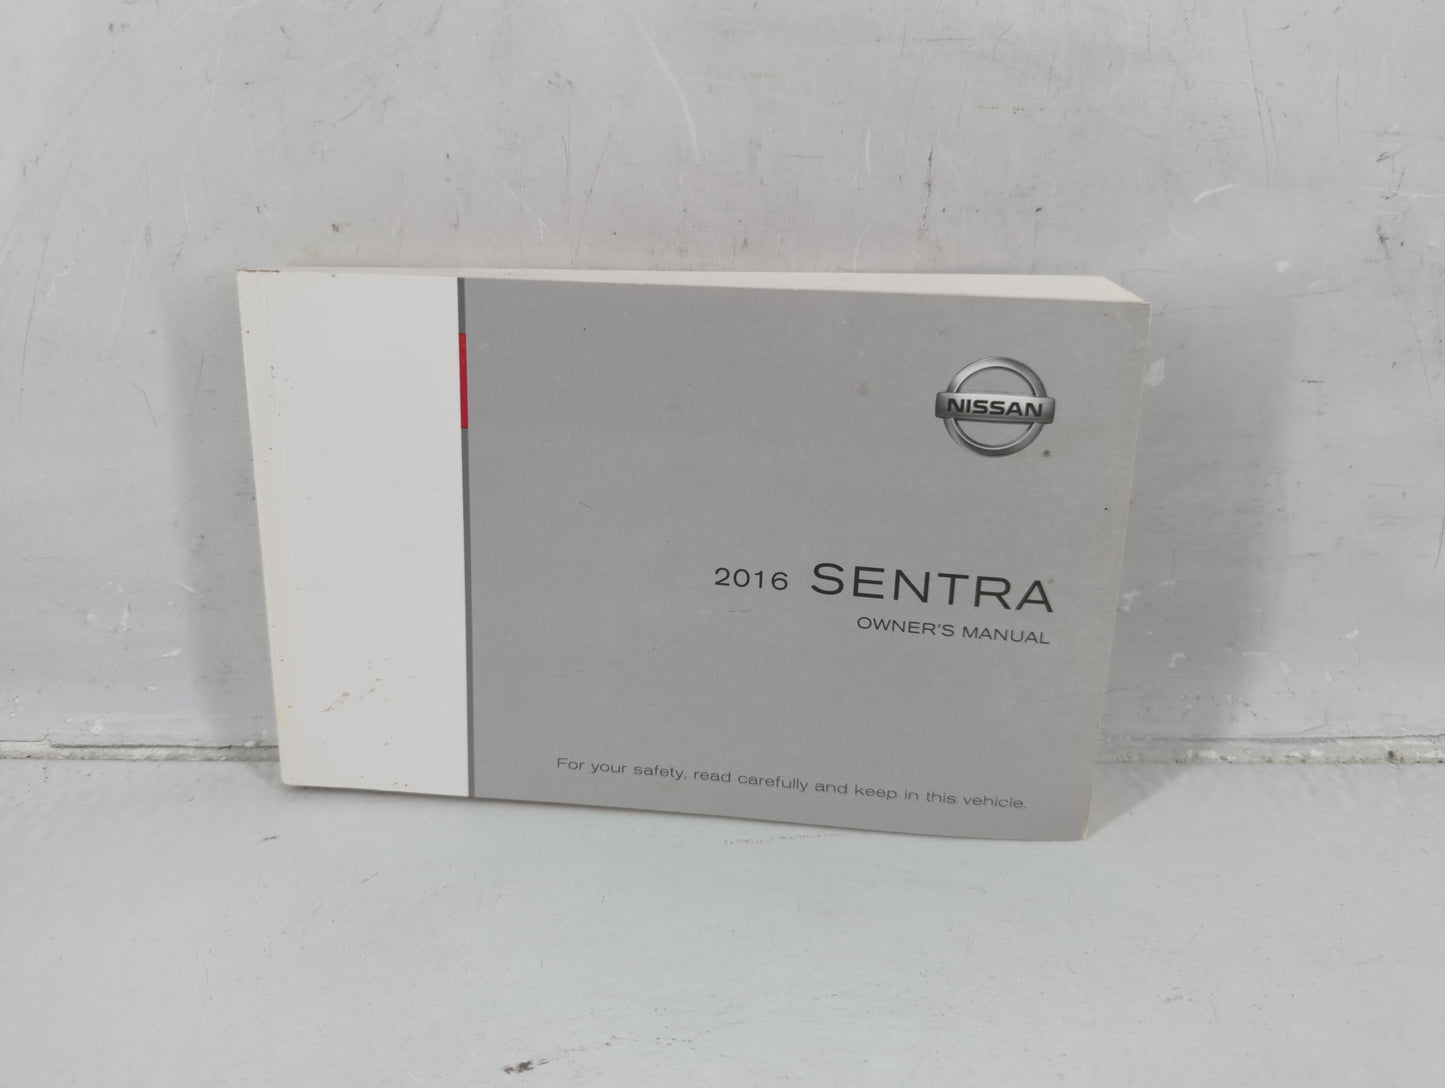 NISSAN
®
2016 SENTRA
OWNER'S MANUAL
For your safety, read carefully and keep in this vehicle.